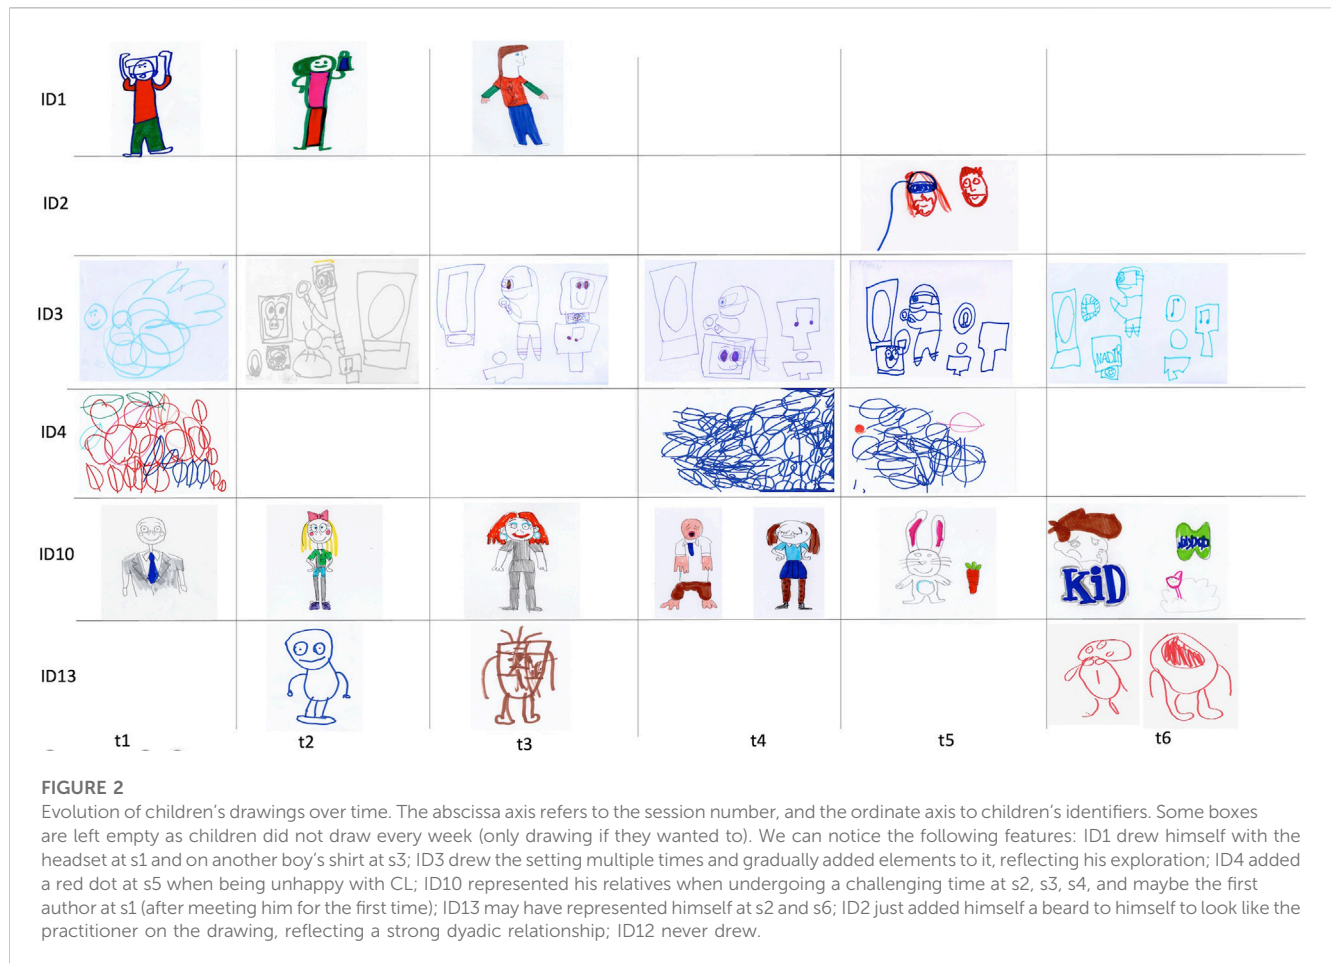 ID1
ID2
ID3
NADIR
ID4
ID10
KiD
ID13
t1
t2
t3
t4
t5
t6
FIGURE 2
Evolution of children's drawings over time. The abscissa axis refers to the session number, and the ordinate axis to children's identifiers. Some boxes
are left empty as children did not draw every week (only drawing if they wanted to). We can notice the following features: ID1 drew himself with the
headset at s1 and on another boy's shirt at s3; ID3 drew the setting multiple times and gradually added elements to it, reflecting his exploration; ID4 added
a red dot at s5 when being unhappy with CL; ID10 represented his relatives when undergoing a challenging time at s2, s3, s4, and maybe the first
author at s1 (after meeting him for the first time); ID13 may have represented himself at s2 and s6; ID2 just added himself a beard to himself to look like the
practitioner on the drawing, reflecting a strong dyadic relationship; ID12 never drew.